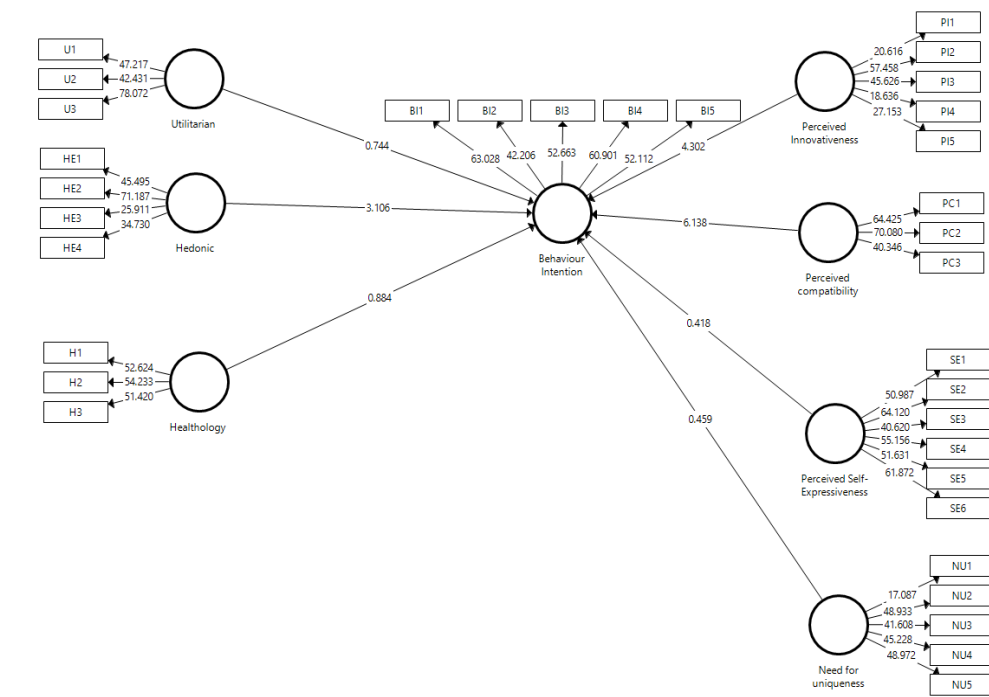 U1
47.217
U2
42.431
U3
78.072
Utilitarian
0.744
HE1
45.495
HE2
71.187
HE3
25.911
HE4
34.730
Hedonic
3.106
H1
52.624
H2
54.233
H3
51.420
Healthology
0.884
BI1
BI2
BI3
BI4
BI5
63.028
42.206
52.663
60.901
52.112
Behaviour
Intention
PI1
20.616
PI2
57.458
PI3
45.626
PI4
18.636
PI5
27.153
Perceived
Innovativeness
4.302
PC1
64.425
PC2
70.080
PC3
40.346
Perceived
compatibility
6.138
SE1
50.987
SE2
64.120
SE3
40.620
SE4
55.156
SE5
51.631
SE6
61.872
Perceived Self-
Expressiveness
0.418
NU1
17.087
NU2
48.933
NU3
41.608
NU4
45.228
NU5
48.972
Need for
uniqueness
0.459